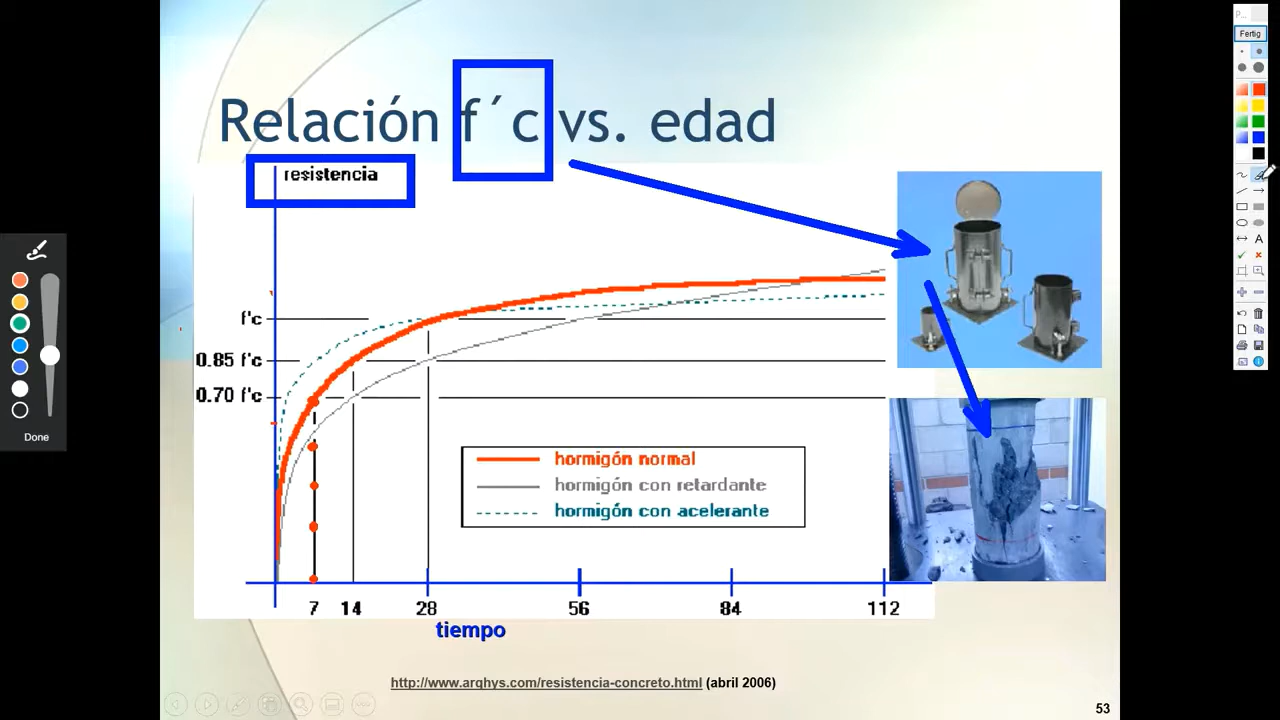 P...
Fertig
Relación f´c vs. edad
resistencia
f'c
0.85 f'c
0.70 f'c
hormigón normal
hormigón con retardante
hormigón con acelerante
7 14 28 56 84 112
tiempo
http://www.arqhys.com/resistencia-concreto.html (abril 2006)
53
Done
A